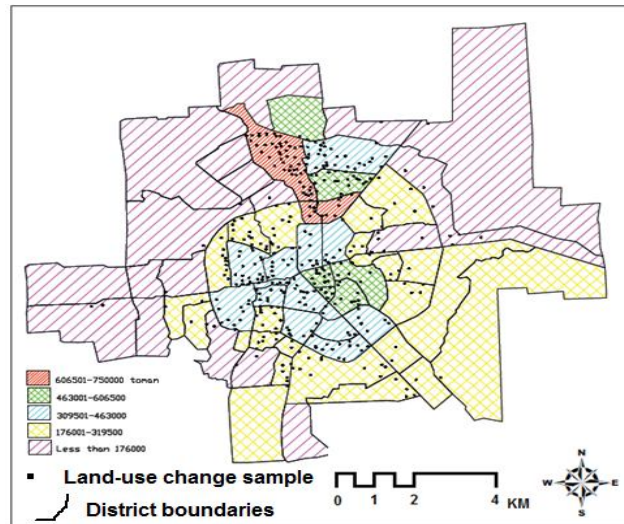 606501-750000 toman
463001-606500
309501-463000
176001-319500
Less than 176000
Land-use change sample
District boundaries
0 1 2 4 KM
N
W E
S